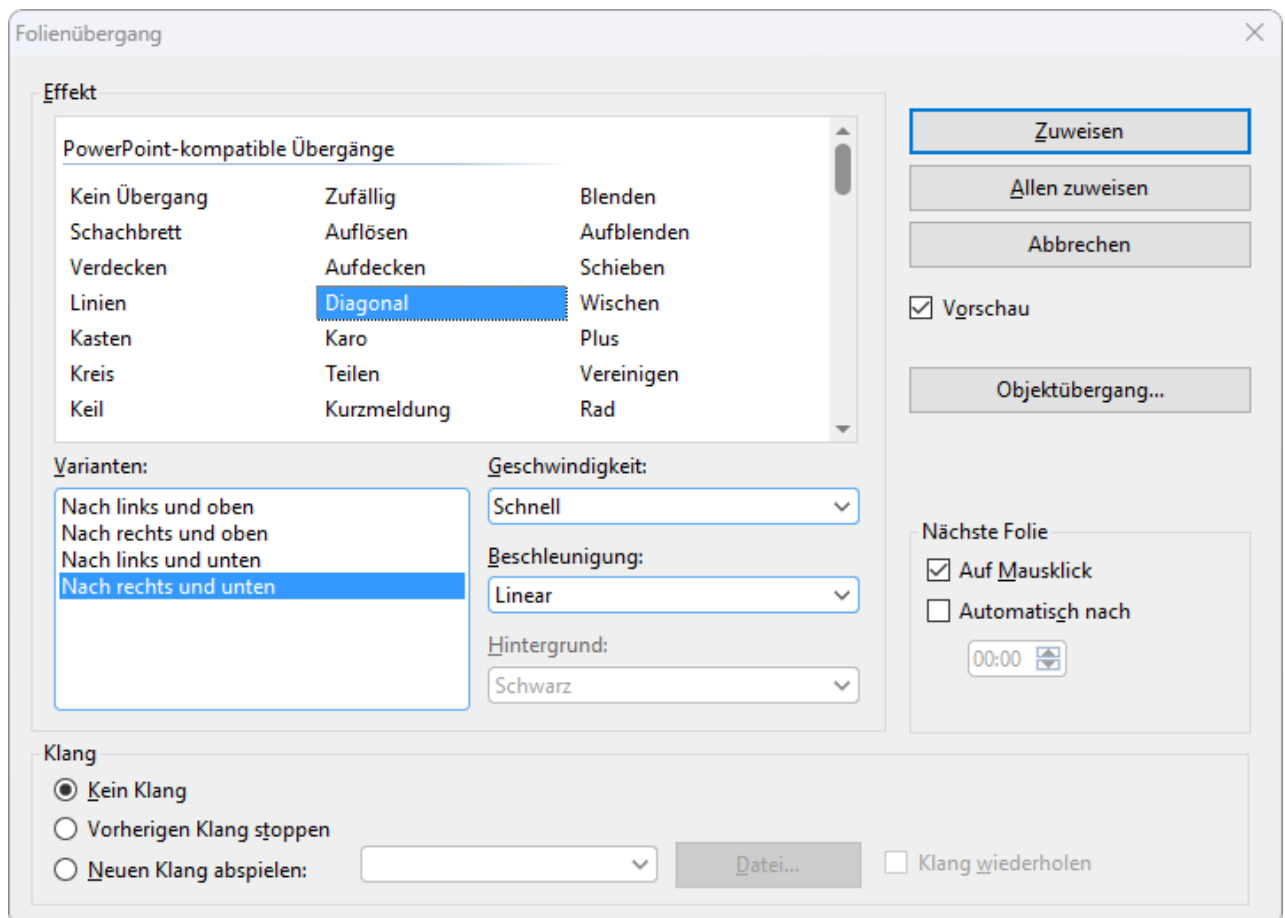 Folienübergang
Effekt
PowerPoint-kompatible Übergänge
Kein Übergang Zufällig Blenden
Schachbrett Auflösen Aufblenden
Verdecken Aufdecken Schieben
Linien Diagonal Wischen
Kasten Karo Plus
Kreis Teilen Vereinigen
Keil Kurzmeldung Rad
Zuweisen
Allen zuweisen
Abbrechen
Vorschau
Objektübergang...
Varianten:
Nach links und oben
Nach rechts und oben
Nach links und unten
Nach rechts und unten
Geschwindigkeit:
Schnell
Beschleunigung:
Linear
Hintergrund:
Schwarz
Nächste Folie
Auf Mausklick
Automatisch nach
00:00
Klang
Kein Klang
Vorherigen Klang stoppen
Neuen Klang abspielen: Datei... Klang wiederholen